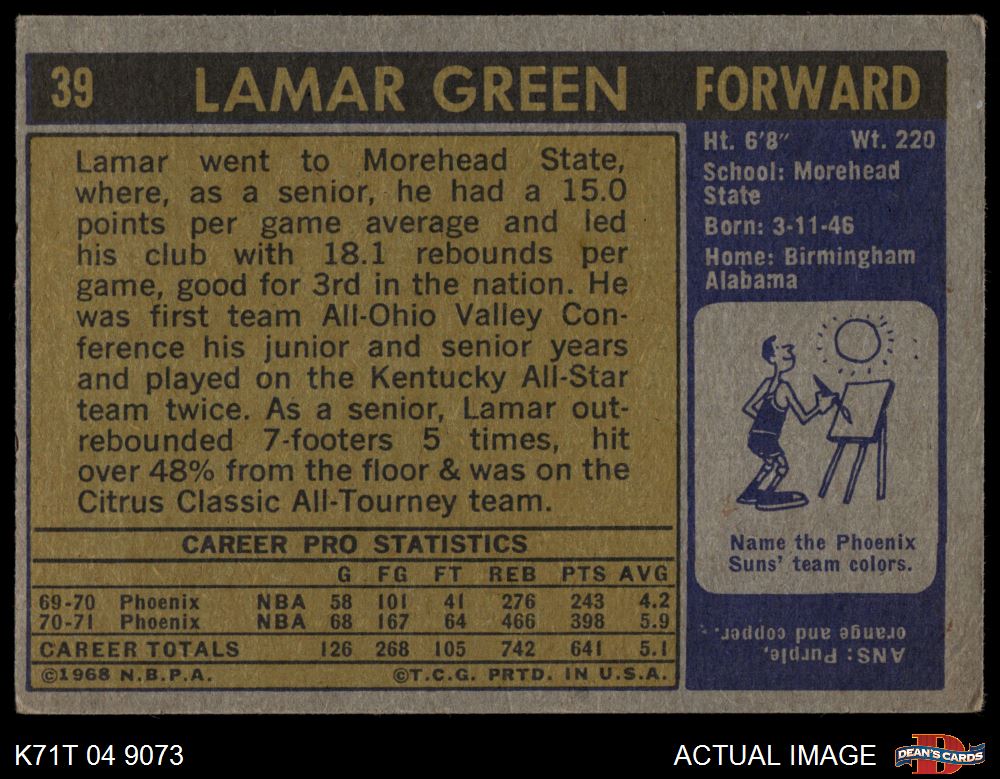 39 LAMAR GREEN FORWARD
Lamar went to Morehead State,
where, as a senior, he had a 15.0
points per game average and led
his club with 18.1 rebounds per
game, good for 3rd in the nation. He
was first team All-Ohio Valley Con-
ference his junior and senior years
and played on the Kentucky All-Star
team twice. As a senior, Lamar out-
rebounded 7-footers 5 times, hit
over 48% from the floor & was on the
Citrus Classic All-Tourney team.
CAREER PRO STATISTICS
G FG FT REB PTS AVG
69-70 Phoenix NBA 58 101 41 276 243 4.2
70-71 Phoenix NBA 68 167 64 466 398 5.9
CAREER TOTALS 126 268 105 742 641 5.1
©1968 N.B.P.A. ©T.C.G. PRTD. IN U.S.A.
Ht. 6'8" Wt. 220
School: Morehead
State
Born: 3-11-46
Home: Birmingham
Alabama
Name the Phoenix
Suns' team colors.
ANS: Purple,
orange and copper.
K71T 04 9073 ACTUAL IMAGE
D
DEAN'S CARDS